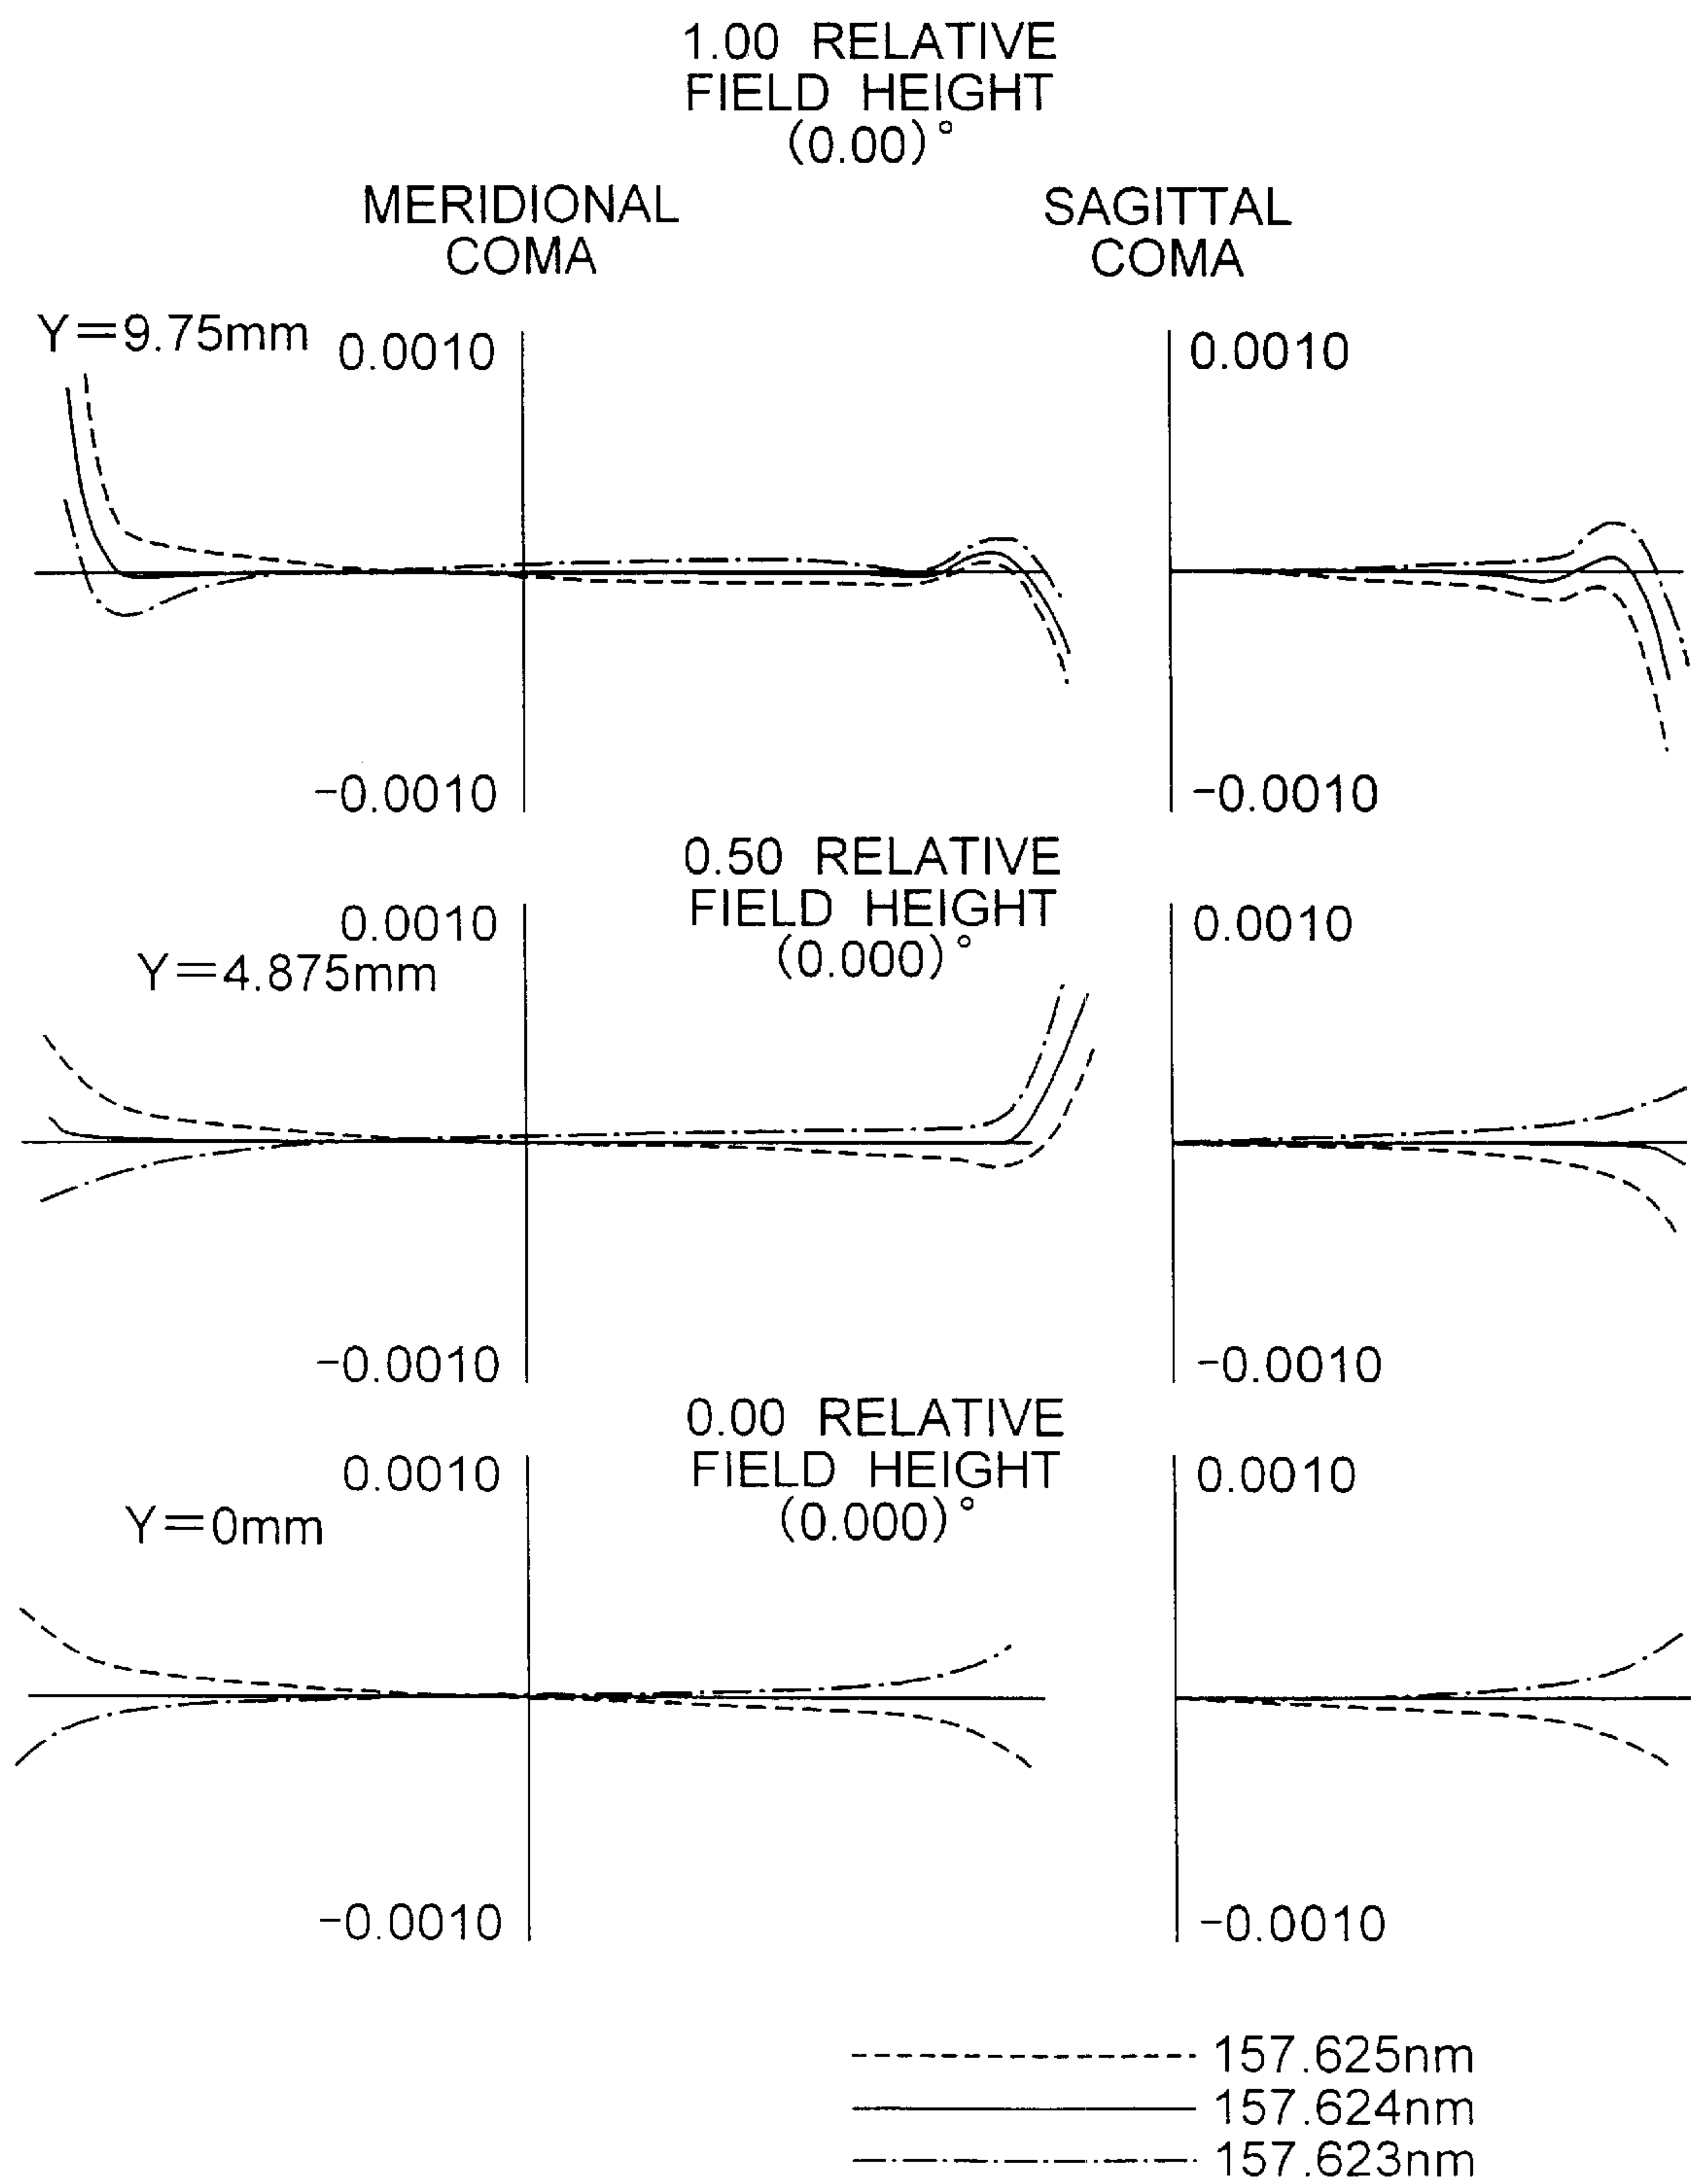 1.00 RELATIVE
FIELD HEIGHT
(0.00)°
MERIDIONAL
COMA
SAGITTAL
COMA
Y=9.75mm
0.0010
0.0010
-0.0010
-0.0010
0.50 RELATIVE
FIELD HEIGHT
(0.000)°
0.0010
0.0010
Y=4.875mm
-0.0010
-0.0010
0.00 RELATIVE
FIELD HEIGHT
(0.000)°
0.0010
0.0010
Y=0mm
-0.0010
-0.0010
157.625nm
157.624nm
157.623nm